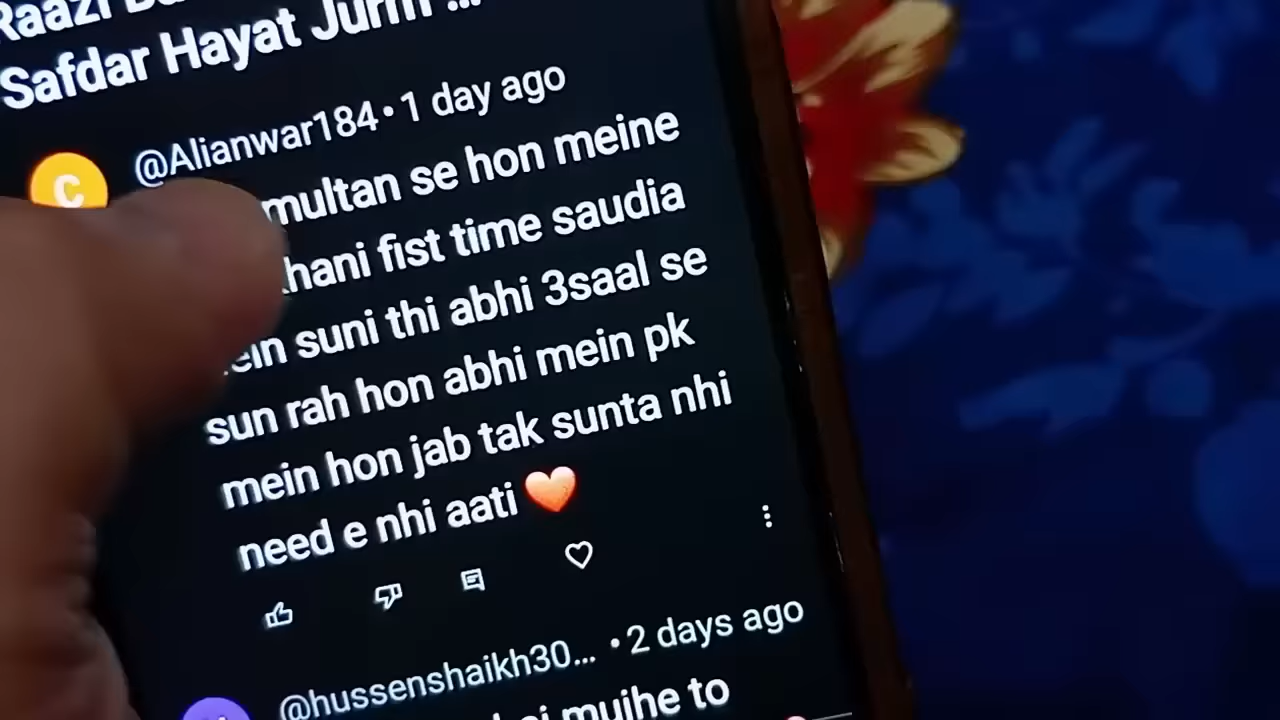 Raazi
Safdar Hayat Jurm ...
@Alianwar184 • 1 day ago
C
multan se hon meine
fist time saudia
suni thi abhi 3saal se
sun rah hon abhi mein pk
mein hon jab tak sunta nhi
need e nhi aati ❤️
@hussenshaikh30... • 2 days ago
mujhe to